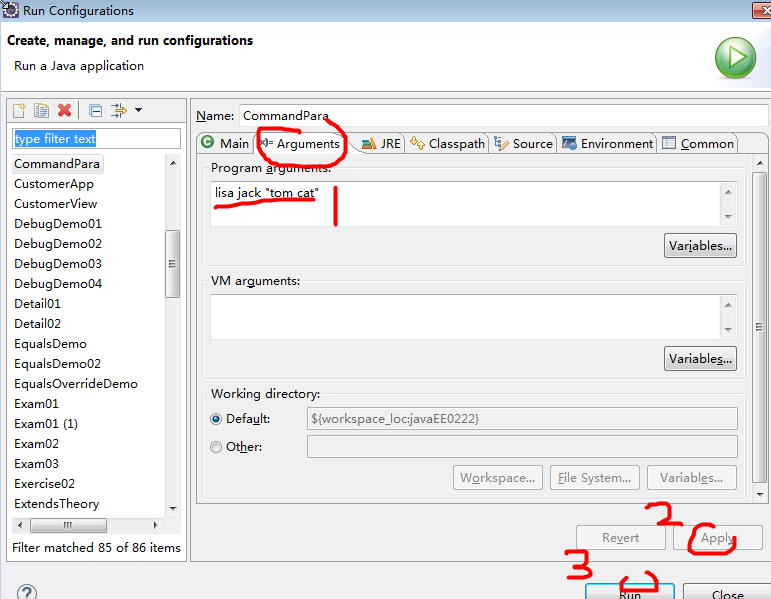 Run Configurations
Create, manage, and run configurations
Run a Java application
type filter text
CommandPara
CustomerApp
CustomerView
DebugDemo01
DebugDemo02
DebugDemo03
DebugDemo04
Detail01
Detail02
EqualsDemo
EqualsDemo02
EqualsOverrideDemo
Exam01
Exam01 (1)
Exam02
Exam03
Exercise02
ExtendsTheory
Filter matched 85 of 86 items
Name: CommandPara
Main (x)= Arguments JRE Classpath Source Environment Common
Program arguments:
lisa jack "tom cat"
1
Variables...
VM arguments:
Variables...
Working directory:
Default: ${workspace_loc:javaEE0222}
Other:
Workspace... File System... Variables...
2
Revert Apply
3
Run Close